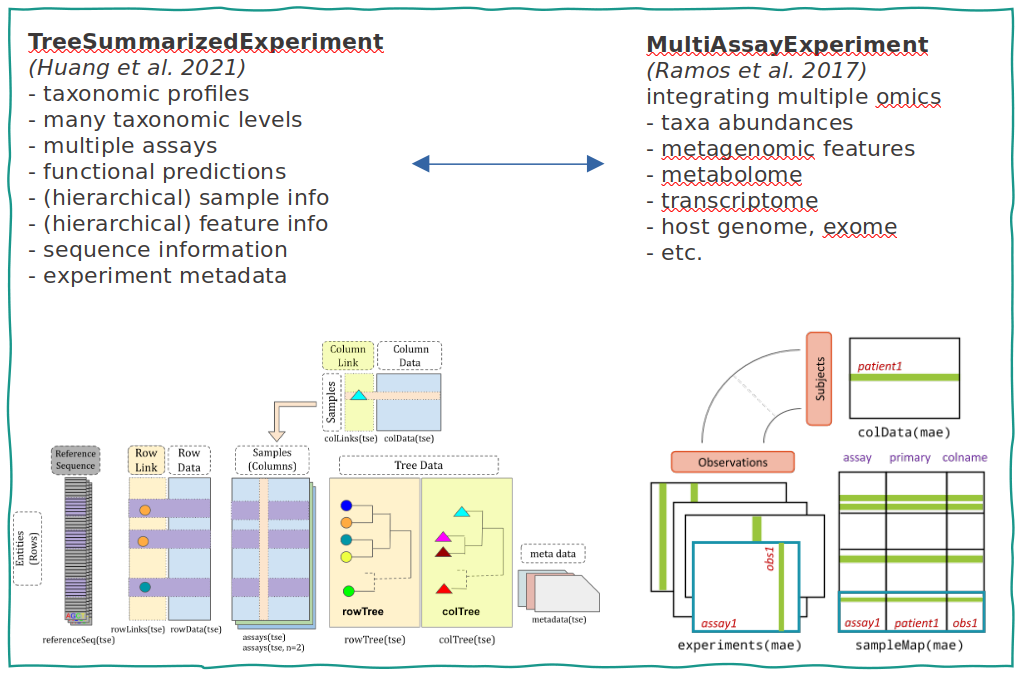 TreeSummarizedExperiment
(Huang et al. 2021)
- taxonomic profiles
- many taxonomic levels
- multiple assays
- functional predictions
- (hierarchical) sample info
- (hierarchical) feature info
- sequence information
- experiment metadata
MultiAssayExperiment
(Ramos et al. 2017)
integrating multiple omics
- taxa abundances
- metagenomic features
- metabolome
- transcriptome
- host genome, exome
- etc.
Column
Link
Column
Data
Samples
colLinks(tse)
colData(tse)
Reference
Sequence
Row
Link
Row
Data
Samples
(Columns)
Tree Data
Entities
(Rows)
meta data
rowTree
colTree
AGCT
referenceSeq(tse)
rowLinks(tse)
rowData(tse)
assays(tse)
assays(tse, n=2)
rowTree(tse)
colTree(tse)
metadata(tse)
Subjects
patient1
colData(mae)
Observations
assay
primary
colname
obs1
assay1
assay1
patient1
obs1
experiments(mae)
sampleMap(mae)